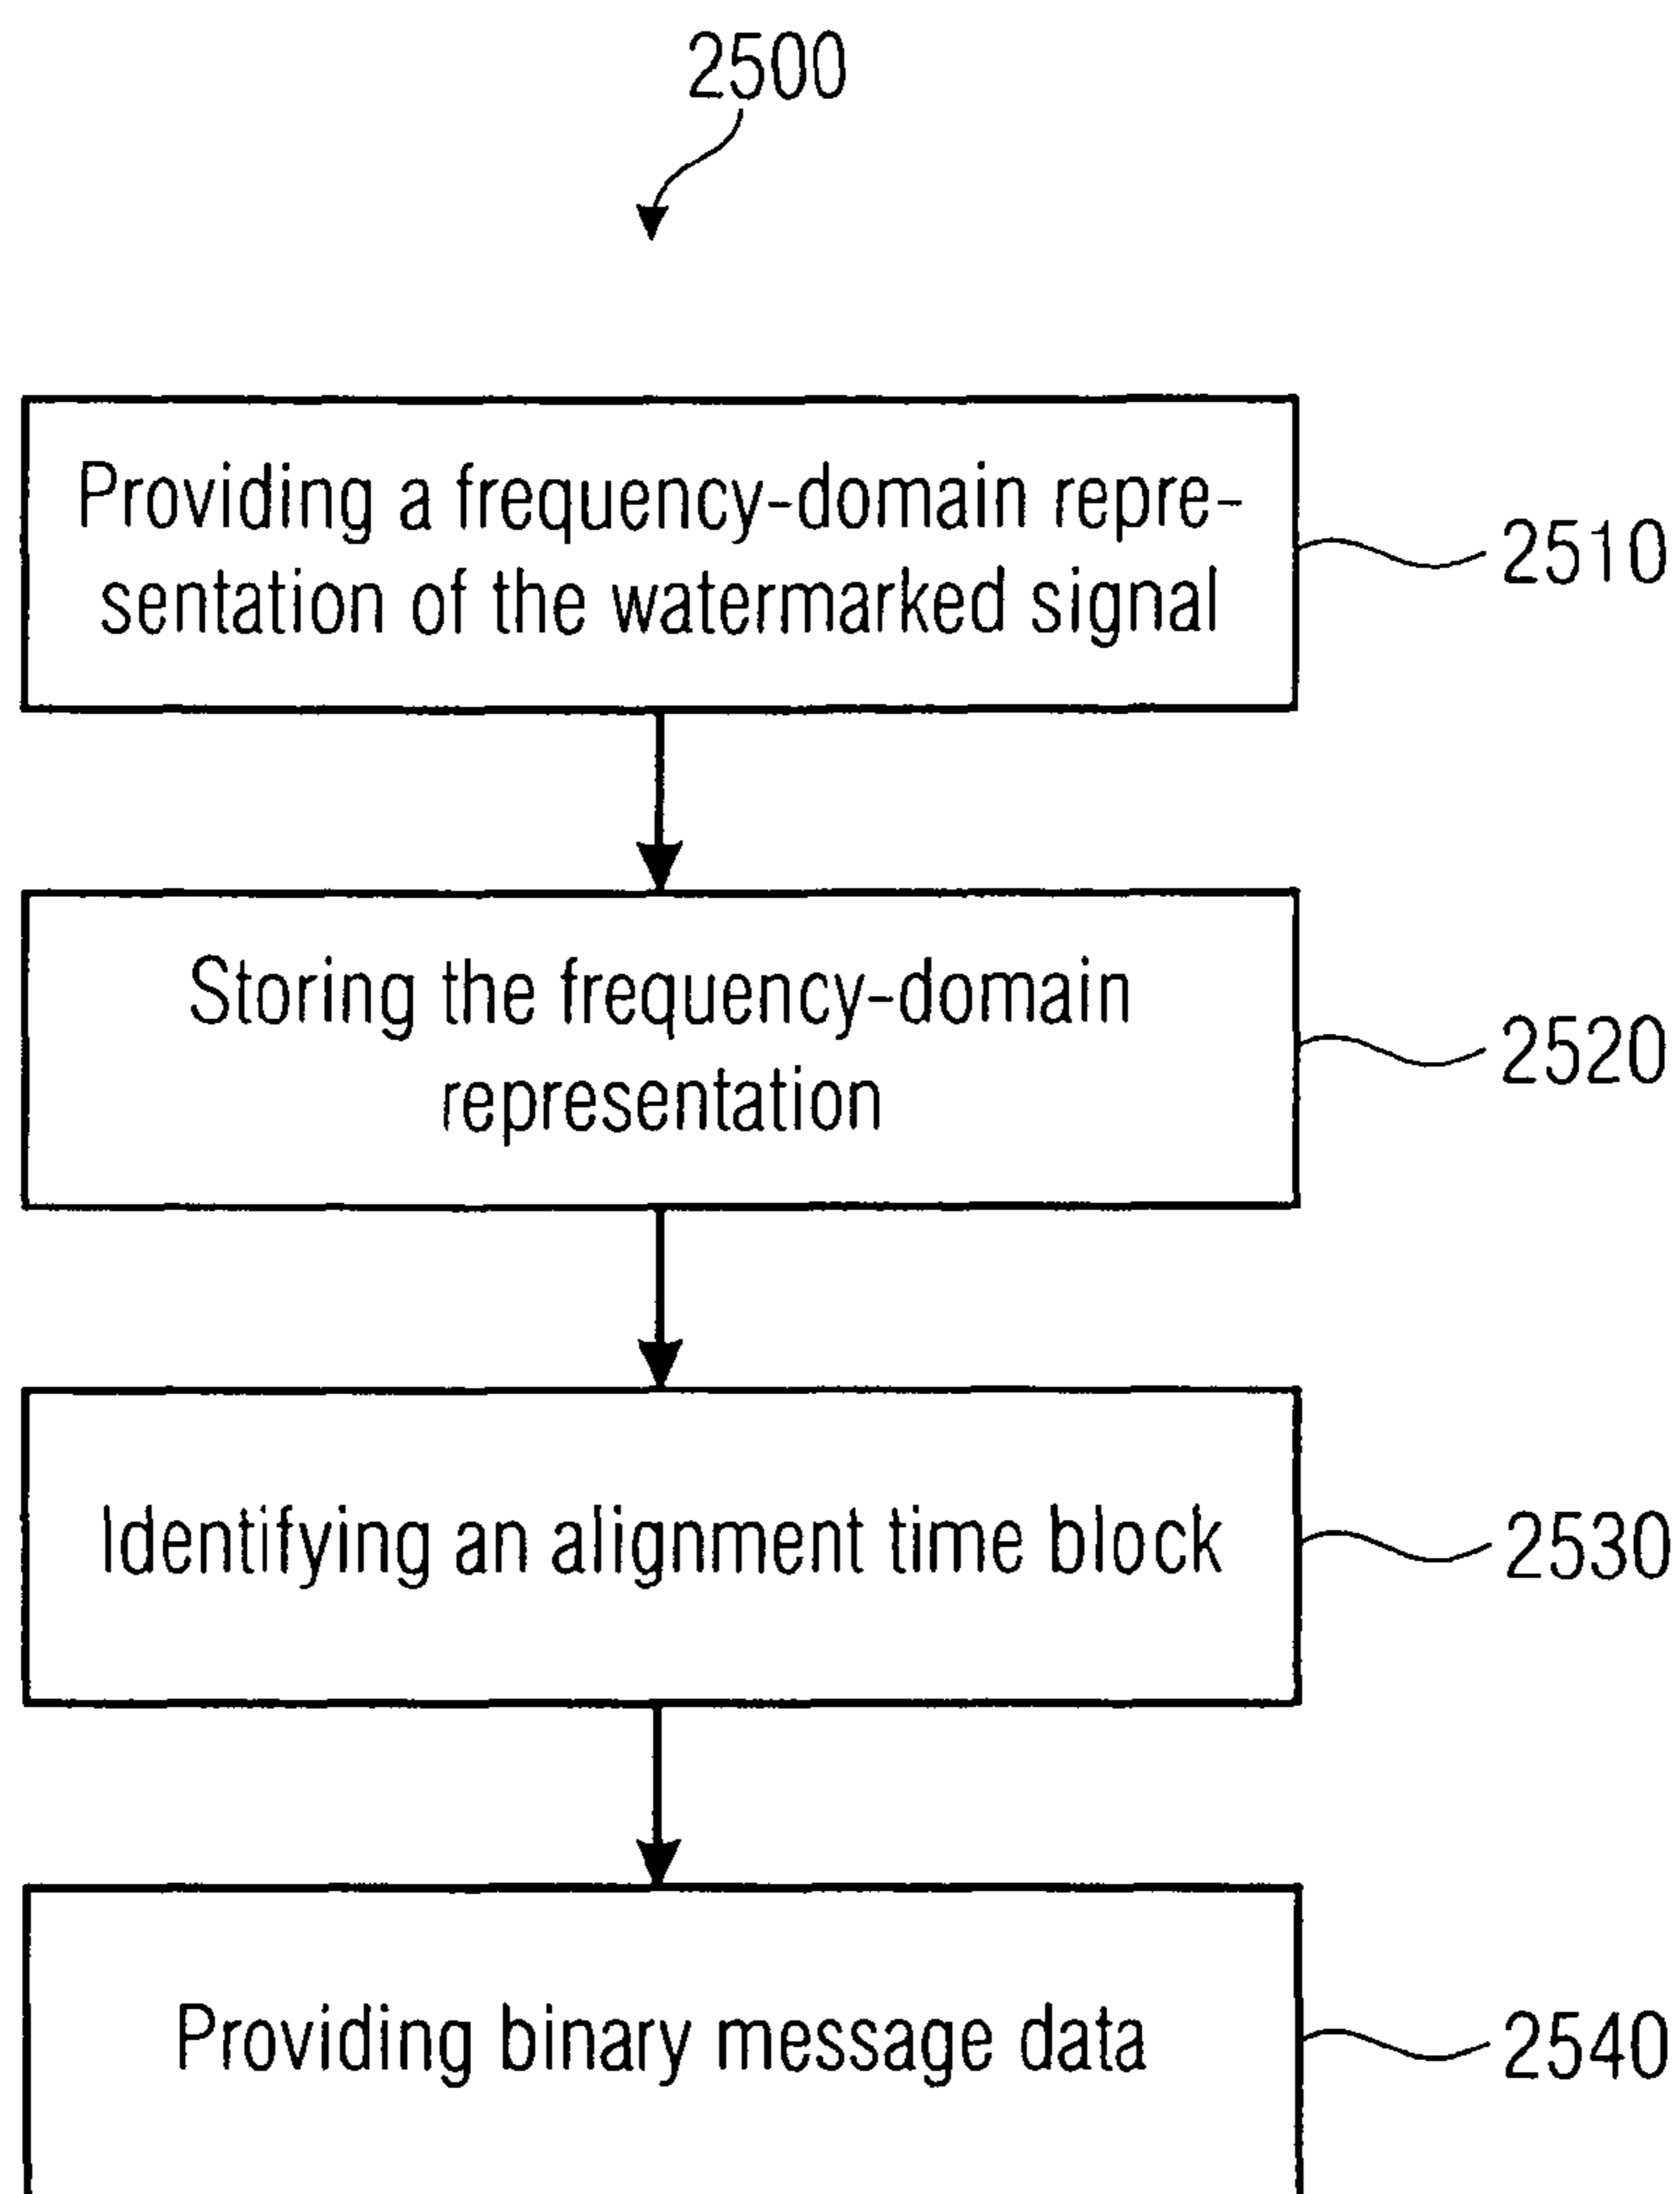 2500
Providing a frequency-domain repre-
sentation of the watermarked signal
2510
Storing the frequency-domain
representation
2520
Identifying an alignment time block
2530
Providing binary message data
2540